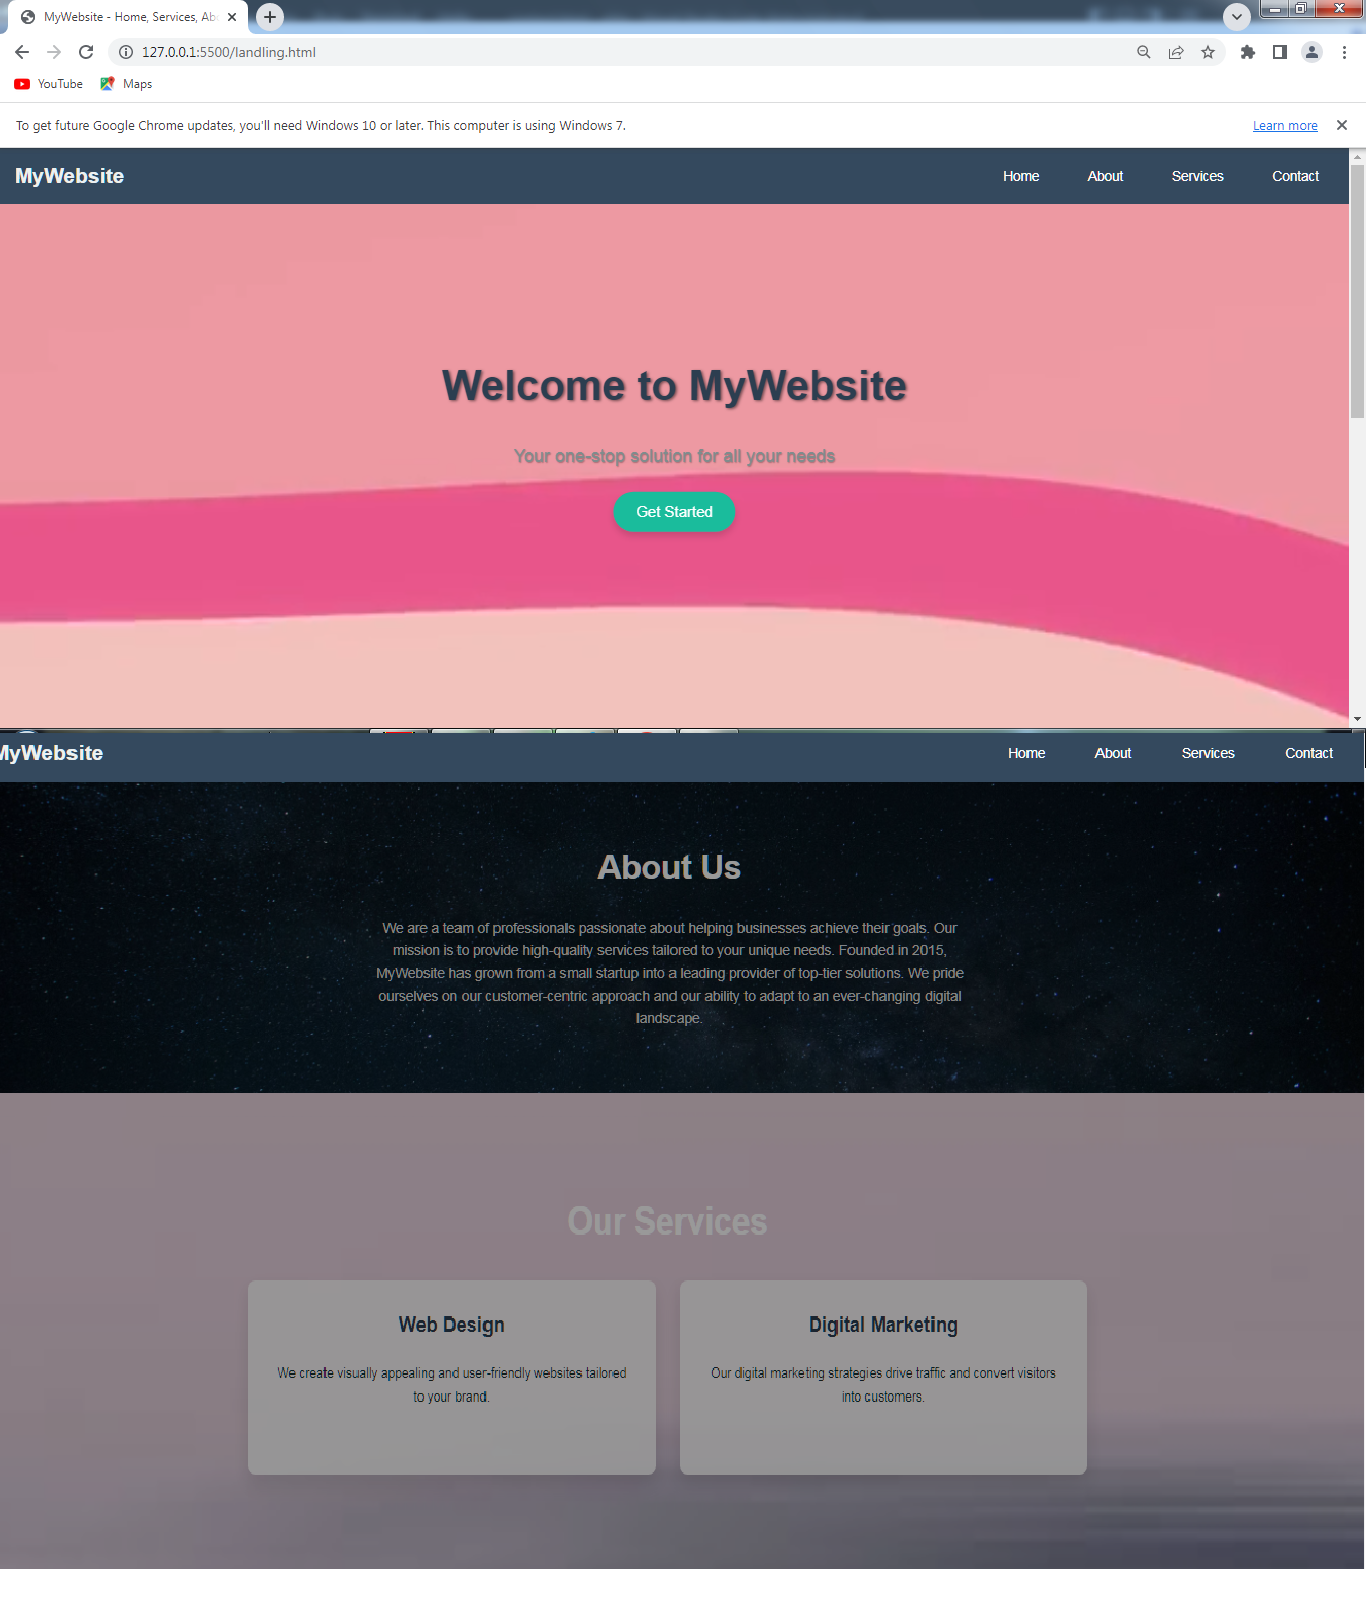 MyWebsite - Home, Services, Ab
127.0.0.1:5500/landling.html
YouTube Maps
To get future Google Chrome updates, you'll need Windows 10 or later. This computer is using Windows 7. Learn more
MyWebsite Home About Services Contact
Welcome to MyWebsite
Your one-stop solution for all your needs
Get Started
MyWebsite Home About Services Contact
About Us
We are a team of professionals passionate about helping businesses achieve their goals. Our
mission is to provide high-quality services tailored to your unique needs. Founded in 2015,
MyWebsite has grown from a small startup into a leading provider of top-tier solutions. We pride
ourselves on our customer-centric approach and our ability to adapt to an ever-changing digital
landscape.
Our Services
Web Design
We create visually appealing and user-friendly websites tailored
to your brand.
Digital Marketing
Our digital marketing strategies drive traffic and convert visitors
into customers.